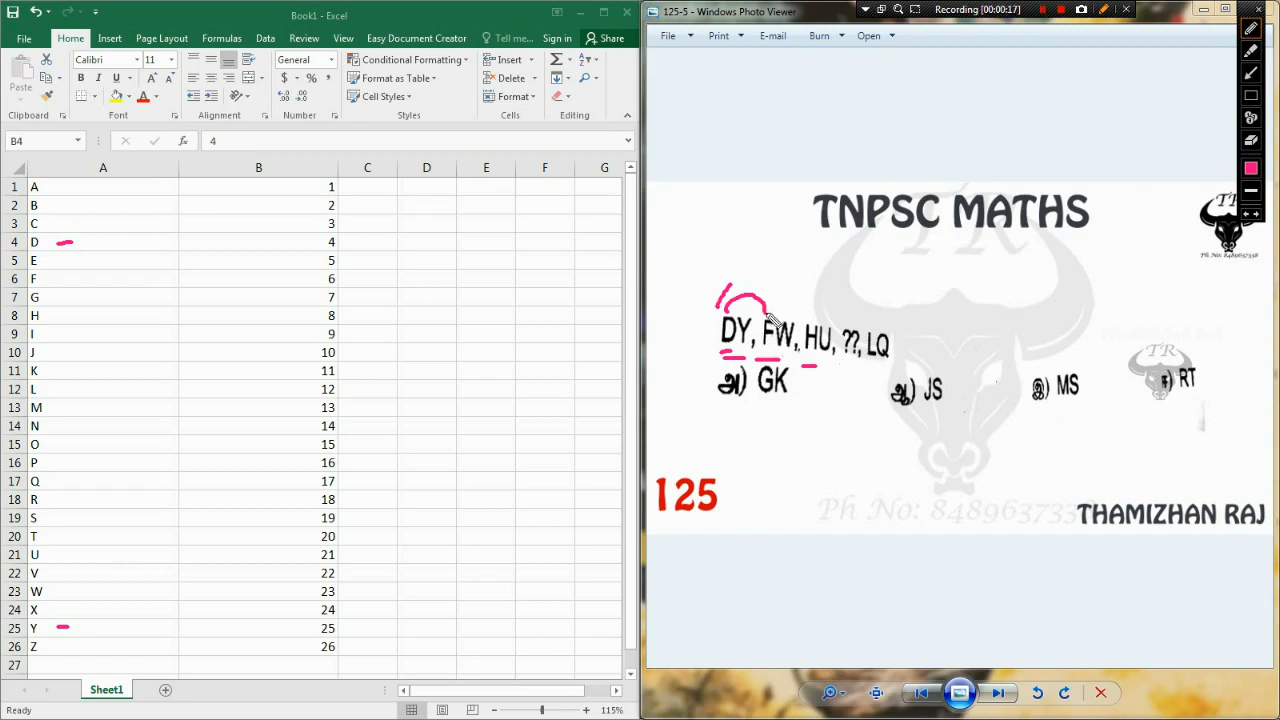 Book1 - Excel
Tell me...
Sign in
Share
File
Home
Insert
Page Layout
Formulas
Data
Review
View
Easy Document Creator
Paste
Calibri
11
B I U
General
$ % ,
Conditional Formatting
Format as Table
Cell Styles
Insert
Delete
Format
Clipboard
Font
Alignment
Number
Styles
Cells
Editing
B4
4
A B C D E F G
1 A 1
2 B 2
3 C 3
4 D 4
5 E 5
6 F 6
7 G 7
8 H 8
9 I 9
10 J 10
11 K 11
12 L 12
13 M 13
14 N 14
15 O 15
16 P 16
17 Q 17
18 R 18
19 S 19
20 T 20
21 U 21
22 V 22
23 W 23
24 X 24
25 Y 25
26 Z 26
27
Sheet1
Ready
115%
125-5 - Windows Photo Viewer
Recording [00:00:17]
File
Print
E-mail
Burn
Open
TR
TNPSC MATHS
TR
Ph No: 8489637338
DY, FW, HU, ??, LQ
அ) GK
ஆ) JS
இ) MS
ஈ) RT
TR
125
Ph No: 8489637338
THAMIZHAN RAJ